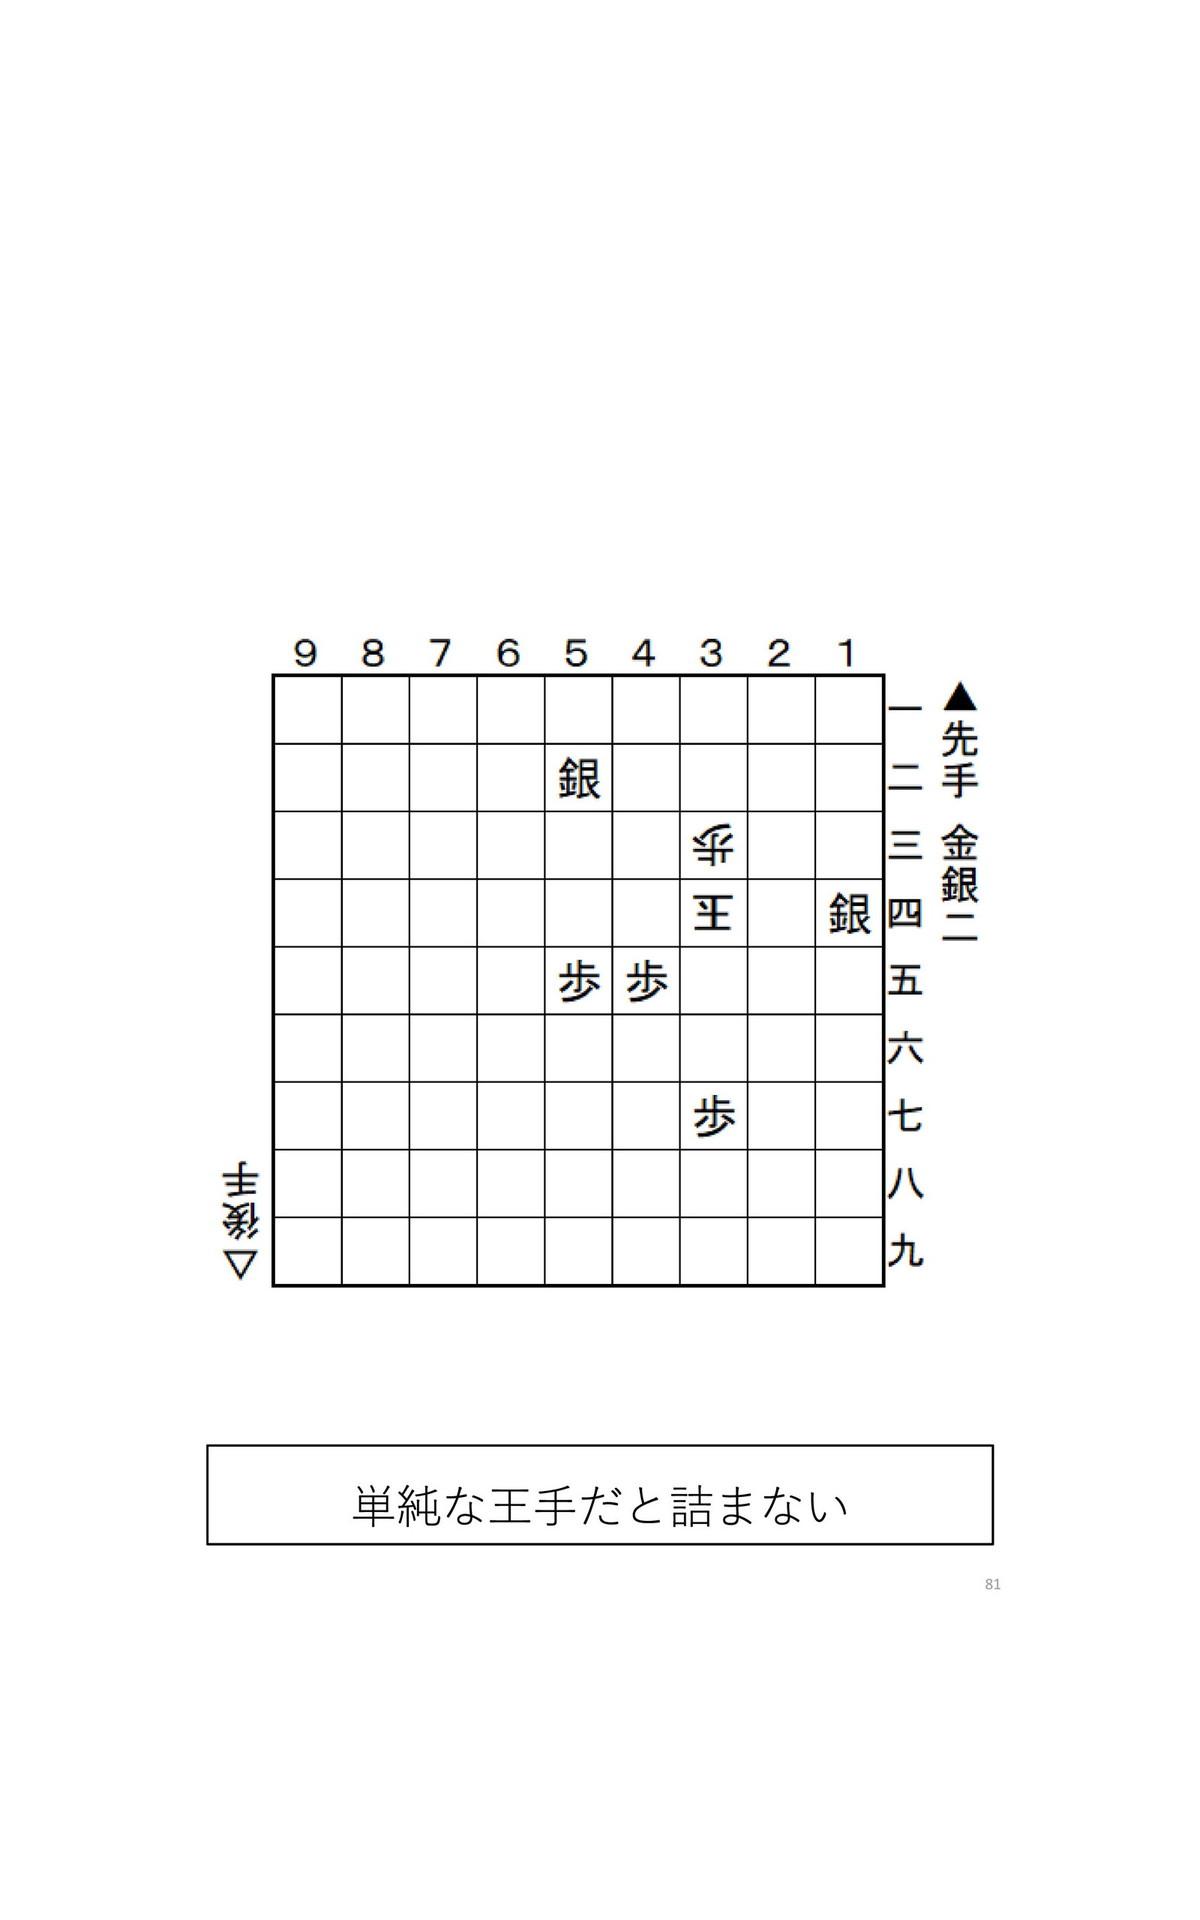 9 8 7 6 5 4 3 2 1
一
二
三
四
五
六
七
八
九
銀
歩
王 銀
歩 歩
歩
▲先手 金銀二
△後手
単純な王手だと詰まない
81